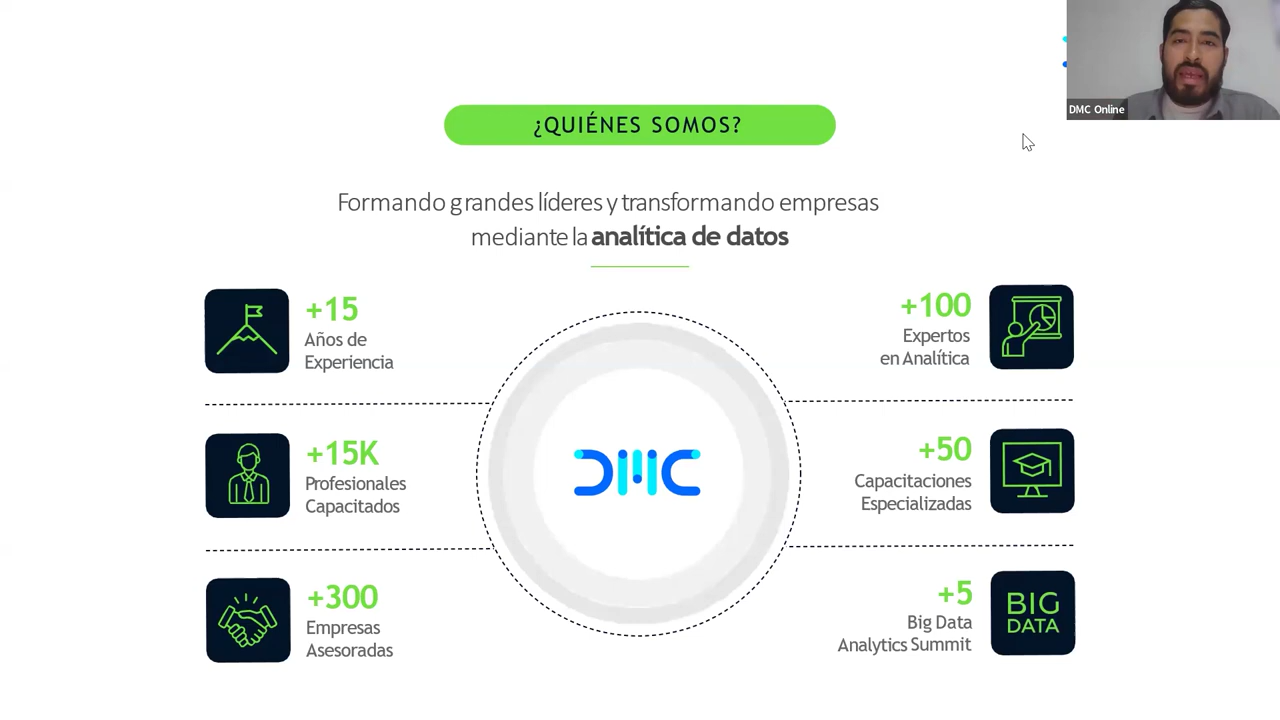 DMC Online
¿QUIÉNES SOMOS?
Formando grandes líderes y transformando empresas
mediante la analítica de datos
+15
Años de
Experiencia
+15K
Profesionales
Capacitados
+300
Empresas
Asesoradas
DMC
+100
Expertos
en Analítica
+50
Capacitaciones
Especializadas
+5
Big Data
Analytics Summit
BIG
DATA